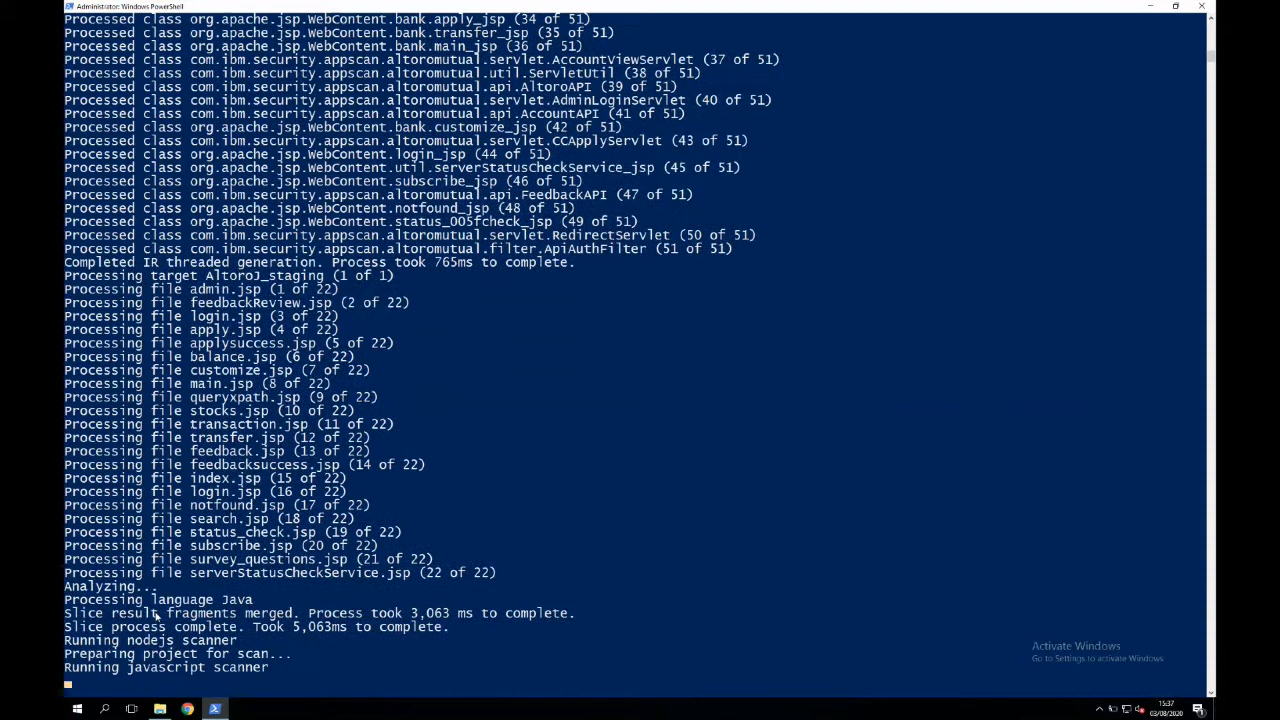 Administrator: Windows PowerShell
Processed class org.apache.jsp.WebContent.bank.apply_jsp (34 of 51)
Processed class org.apache.jsp.WebContent.bank.transfer_jsp (35 of 51)
Processed class org.apache.jsp.WebContent.bank.main_jsp (36 of 51)
Processed class com.ibm.security.appscan.altoromutual.servlet.AccountViewServlet (37 of 51)
Processed class com.ibm.security.appscan.altoromutual.util.ServletUtil (38 of 51)
Processed class com.ibm.security.appscan.altoromutual.api.AltoroAPI (39 of 51)
Processed class com.ibm.security.appscan.altoromutual.servlet.AdminLoginServlet (40 of 51)
Processed class com.ibm.security.appscan.altoromutual.api.AccountAPI (41 of 51)
Processed class org.apache.jsp.WebContent.bank.customize_jsp (42 of 51)
Processed class com.ibm.security.appscan.altoromutual.servlet.CCApplyServlet (43 of 51)
Processed class org.apache.jsp.WebContent.login_jsp (44 of 51)
Processed class org.apache.jsp.WebContent.util.serverStatusCheckService_jsp (45 of 51)
Processed class org.apache.jsp.WebContent.subscribe_jsp (46 of 51)
Processed class com.ibm.security.appscan.altoromutual.api.FeedbackAPI (47 of 51)
Processed class org.apache.jsp.WebContent.notfound_jsp (48 of 51)
Processed class org.apache.jsp.WebContent.status_005fcheck_jsp (49 of 51)
Processed class com.ibm.security.appscan.altoromutual.servlet.RedirectServlet (50 of 51)
Processed class com.ibm.security.appscan.altoromutual.filter.ApiAuthFilter (51 of 51)
Completed IR threaded generation. Process took 765ms to complete.
Processing target AltoroJ_staging (1 of 1)
Processing file admin.jsp (1 of 22)
Processing file feedbackReview.jsp (2 of 22)
Processing file login.jsp (3 of 22)
Processing file apply.jsp (4 of 22)
Processing file applysuccess.jsp (5 of 22)
Processing file balance.jsp (6 of 22)
Processing file customize.jsp (7 of 22)
Processing file main.jsp (8 of 22)
Processing file queryxpath.jsp (9 of 22)
Processing file stocks.jsp (10 of 22)
Processing file transaction.jsp (11 of 22)
Processing file transfer.jsp (12 of 22)
Processing file feedback.jsp (13 of 22)
Processing file feedbacksuccess.jsp (14 of 22)
Processing file index.jsp (15 of 22)
Processing file login.jsp (16 of 22)
Processing file notfound.jsp (17 of 22)
Processing file search.jsp (18 of 22)
Processing file status_check.jsp (19 of 22)
Processing file subscribe.jsp (20 of 22)
Processing file survey_questions.jsp (21 of 22)
Processing file serverStatusCheckService.jsp (22 of 22)
Analyzing...
Processing language Java
Slice result fragments merged. Process took 3,063 ms to complete.
Slice process complete. Took 5,063ms to complete.
Running nodejs scanner
Preparing project for scan...
Running javascript scanner
Activate Windows
Go to Settings to activate Windows.
15:37
03/08/2020